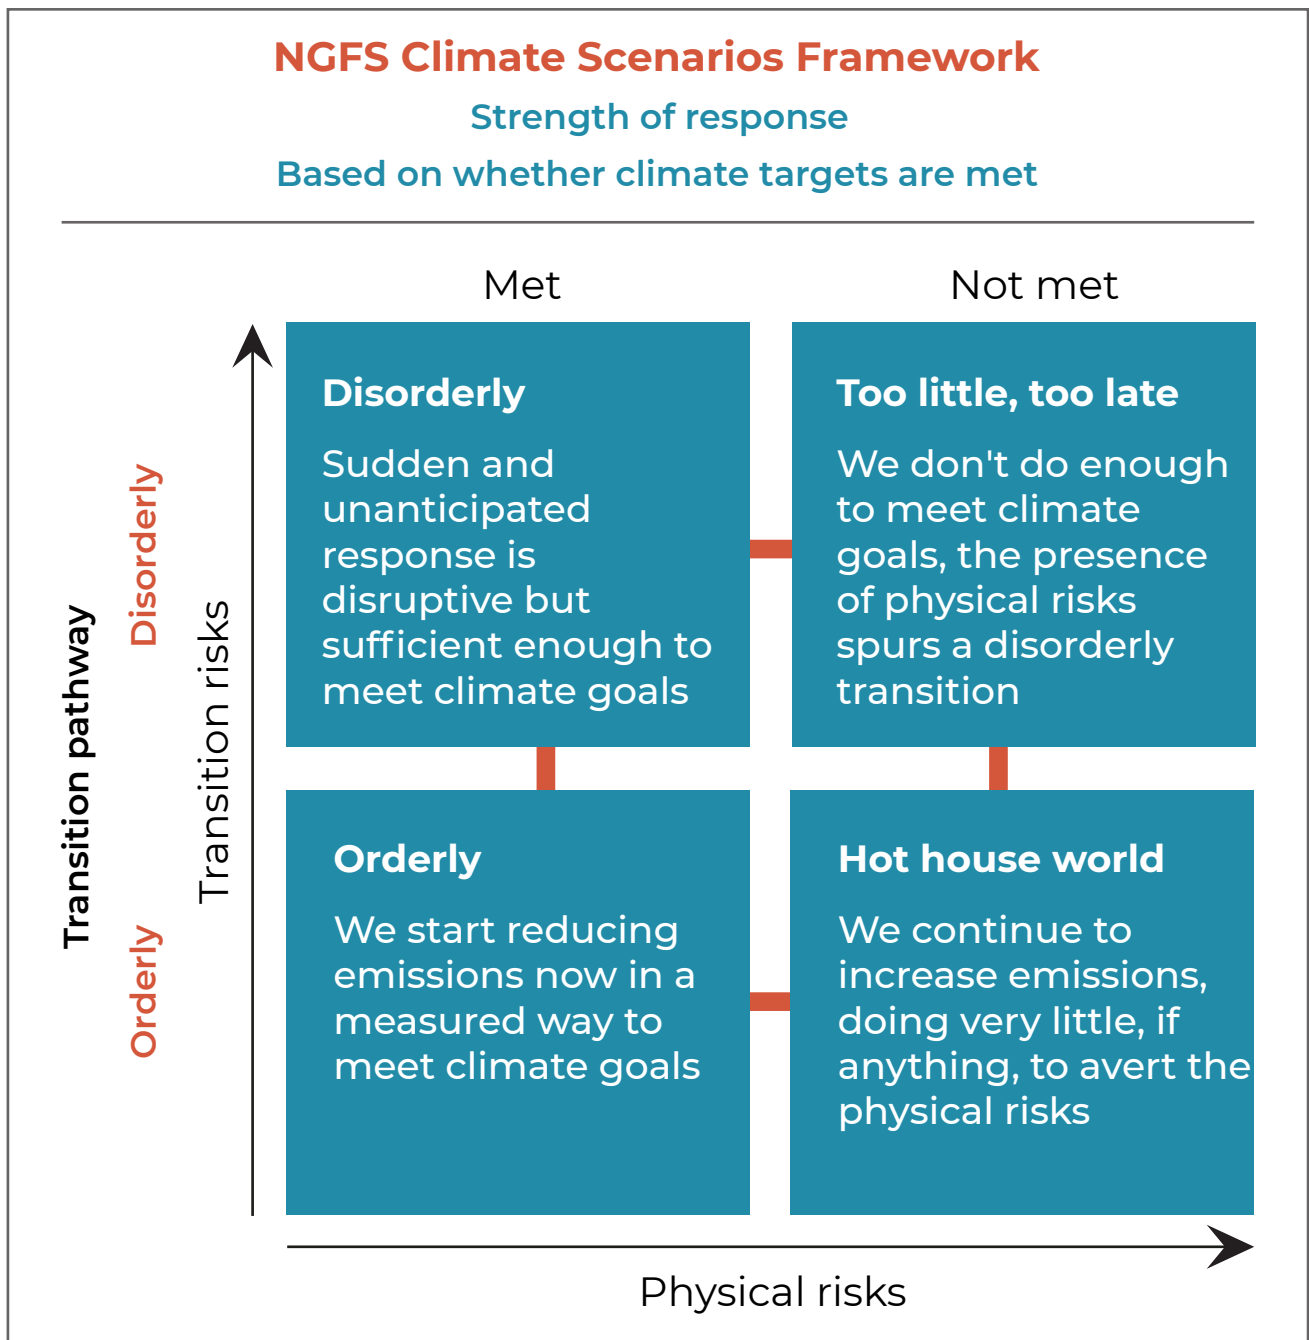 NGFS Climate Scenarios Framework
Strength of response
Based on whether climate targets are met
Met
Not met
Transition pathway
Disorderly
Orderly
Transition risks
Disorderly
Sudden and
unanticipated
response is
disruptive but
sufficient enough to
meet climate goals
Too little, too late
We don't do enough
to meet climate
goals, the presence
of physical risks
spurs a disorderly
transition
Orderly
We start reducing
emissions now in a
measured way to
meet climate goals
Hot house world
We continue to
increase emissions,
doing very little, if
anything, to avert the
physical risks
Physical risks